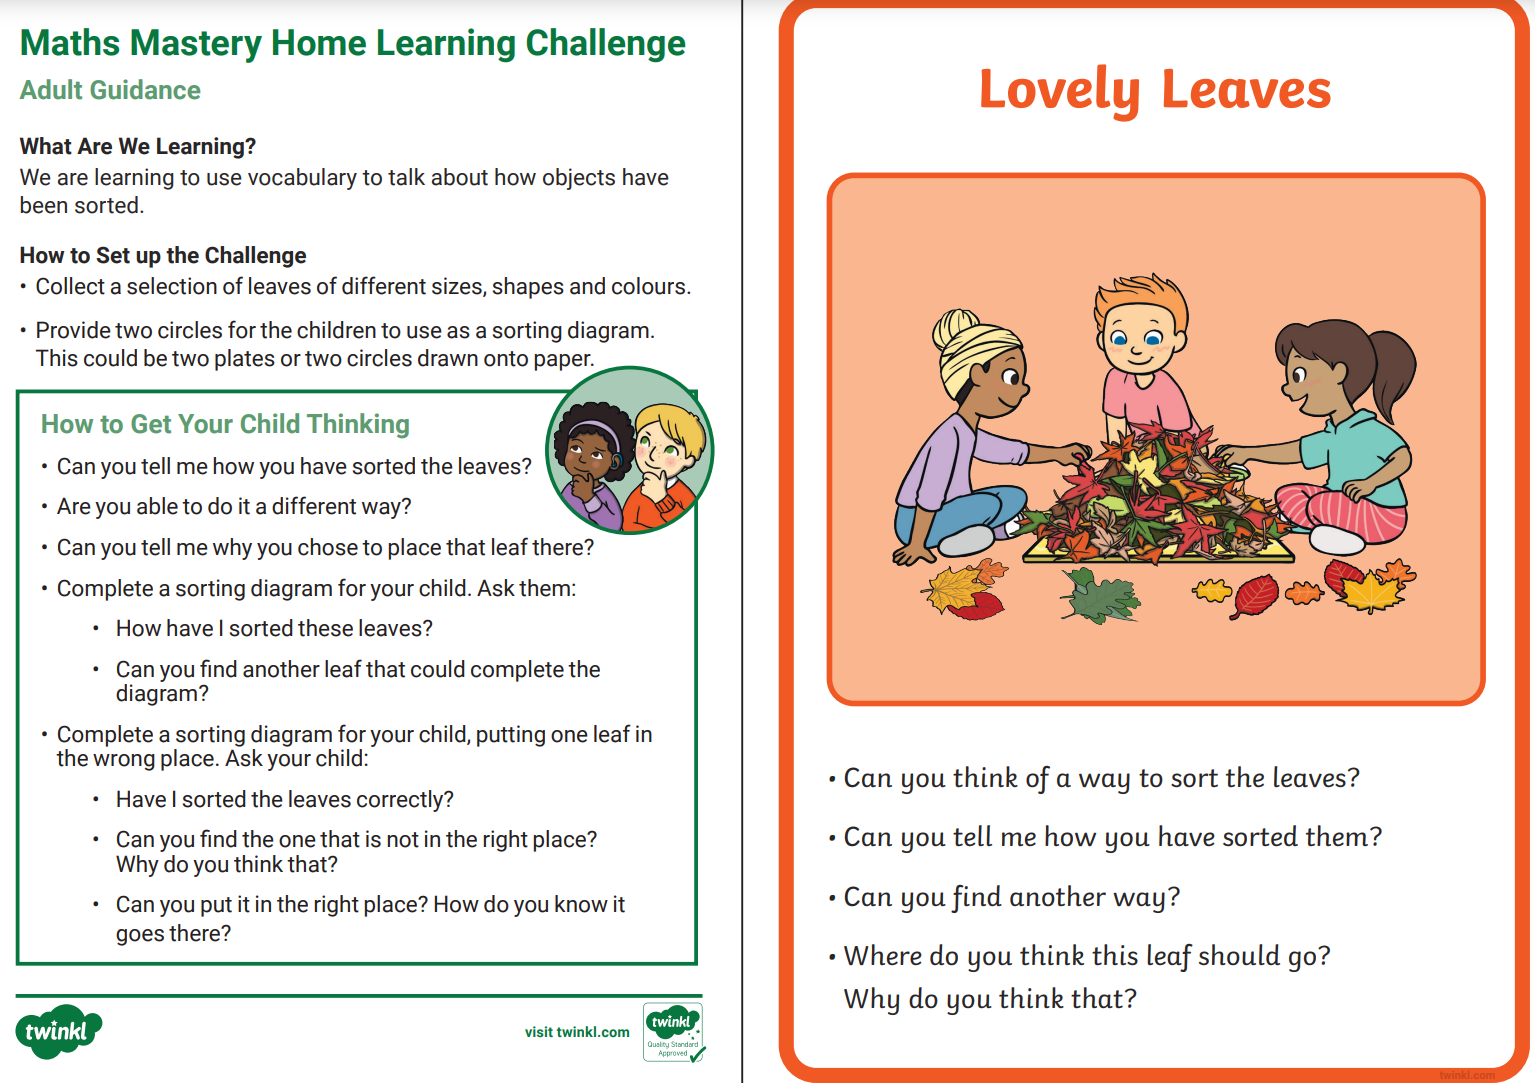 Maths Mastery Home Learning Challenge
Adult Guidance
What Are We Learning?
We are learning to use vocabulary to talk about how objects have
been sorted.
How to Set up the Challenge
• Collect a selection of leaves of different sizes, shapes and colours.
• Provide two circles for the children to use as a sorting diagram.
This could be two plates or two circles drawn onto paper.
How to Get Your Child Thinking
• Can you tell me how you have sorted the leaves?
• Are you able to do it a different way?
• Can you tell me why you chose to place that leaf there?
• Complete a sorting diagram for your child. Ask them:
• How have I sorted these leaves?
• Can you find another leaf that could complete the
diagram?
• Complete a sorting diagram for your child, putting one leaf in
the wrong place. Ask your child:
• Have I sorted the leaves correctly?
• Can you find the one that is not in the right place?
Why do you think that?
• Can you put it in the right place? How do you know it
goes there?
twinkl
visit twinkl.com
twinkl
Quality Standard
Approved
Lovely Leaves
• Can you think of a way to sort the leaves?
• Can you tell me how you have sorted them?
• Can you find another way?
• Where do you think this leaf should go?
Why do you think that?
twinkl.com